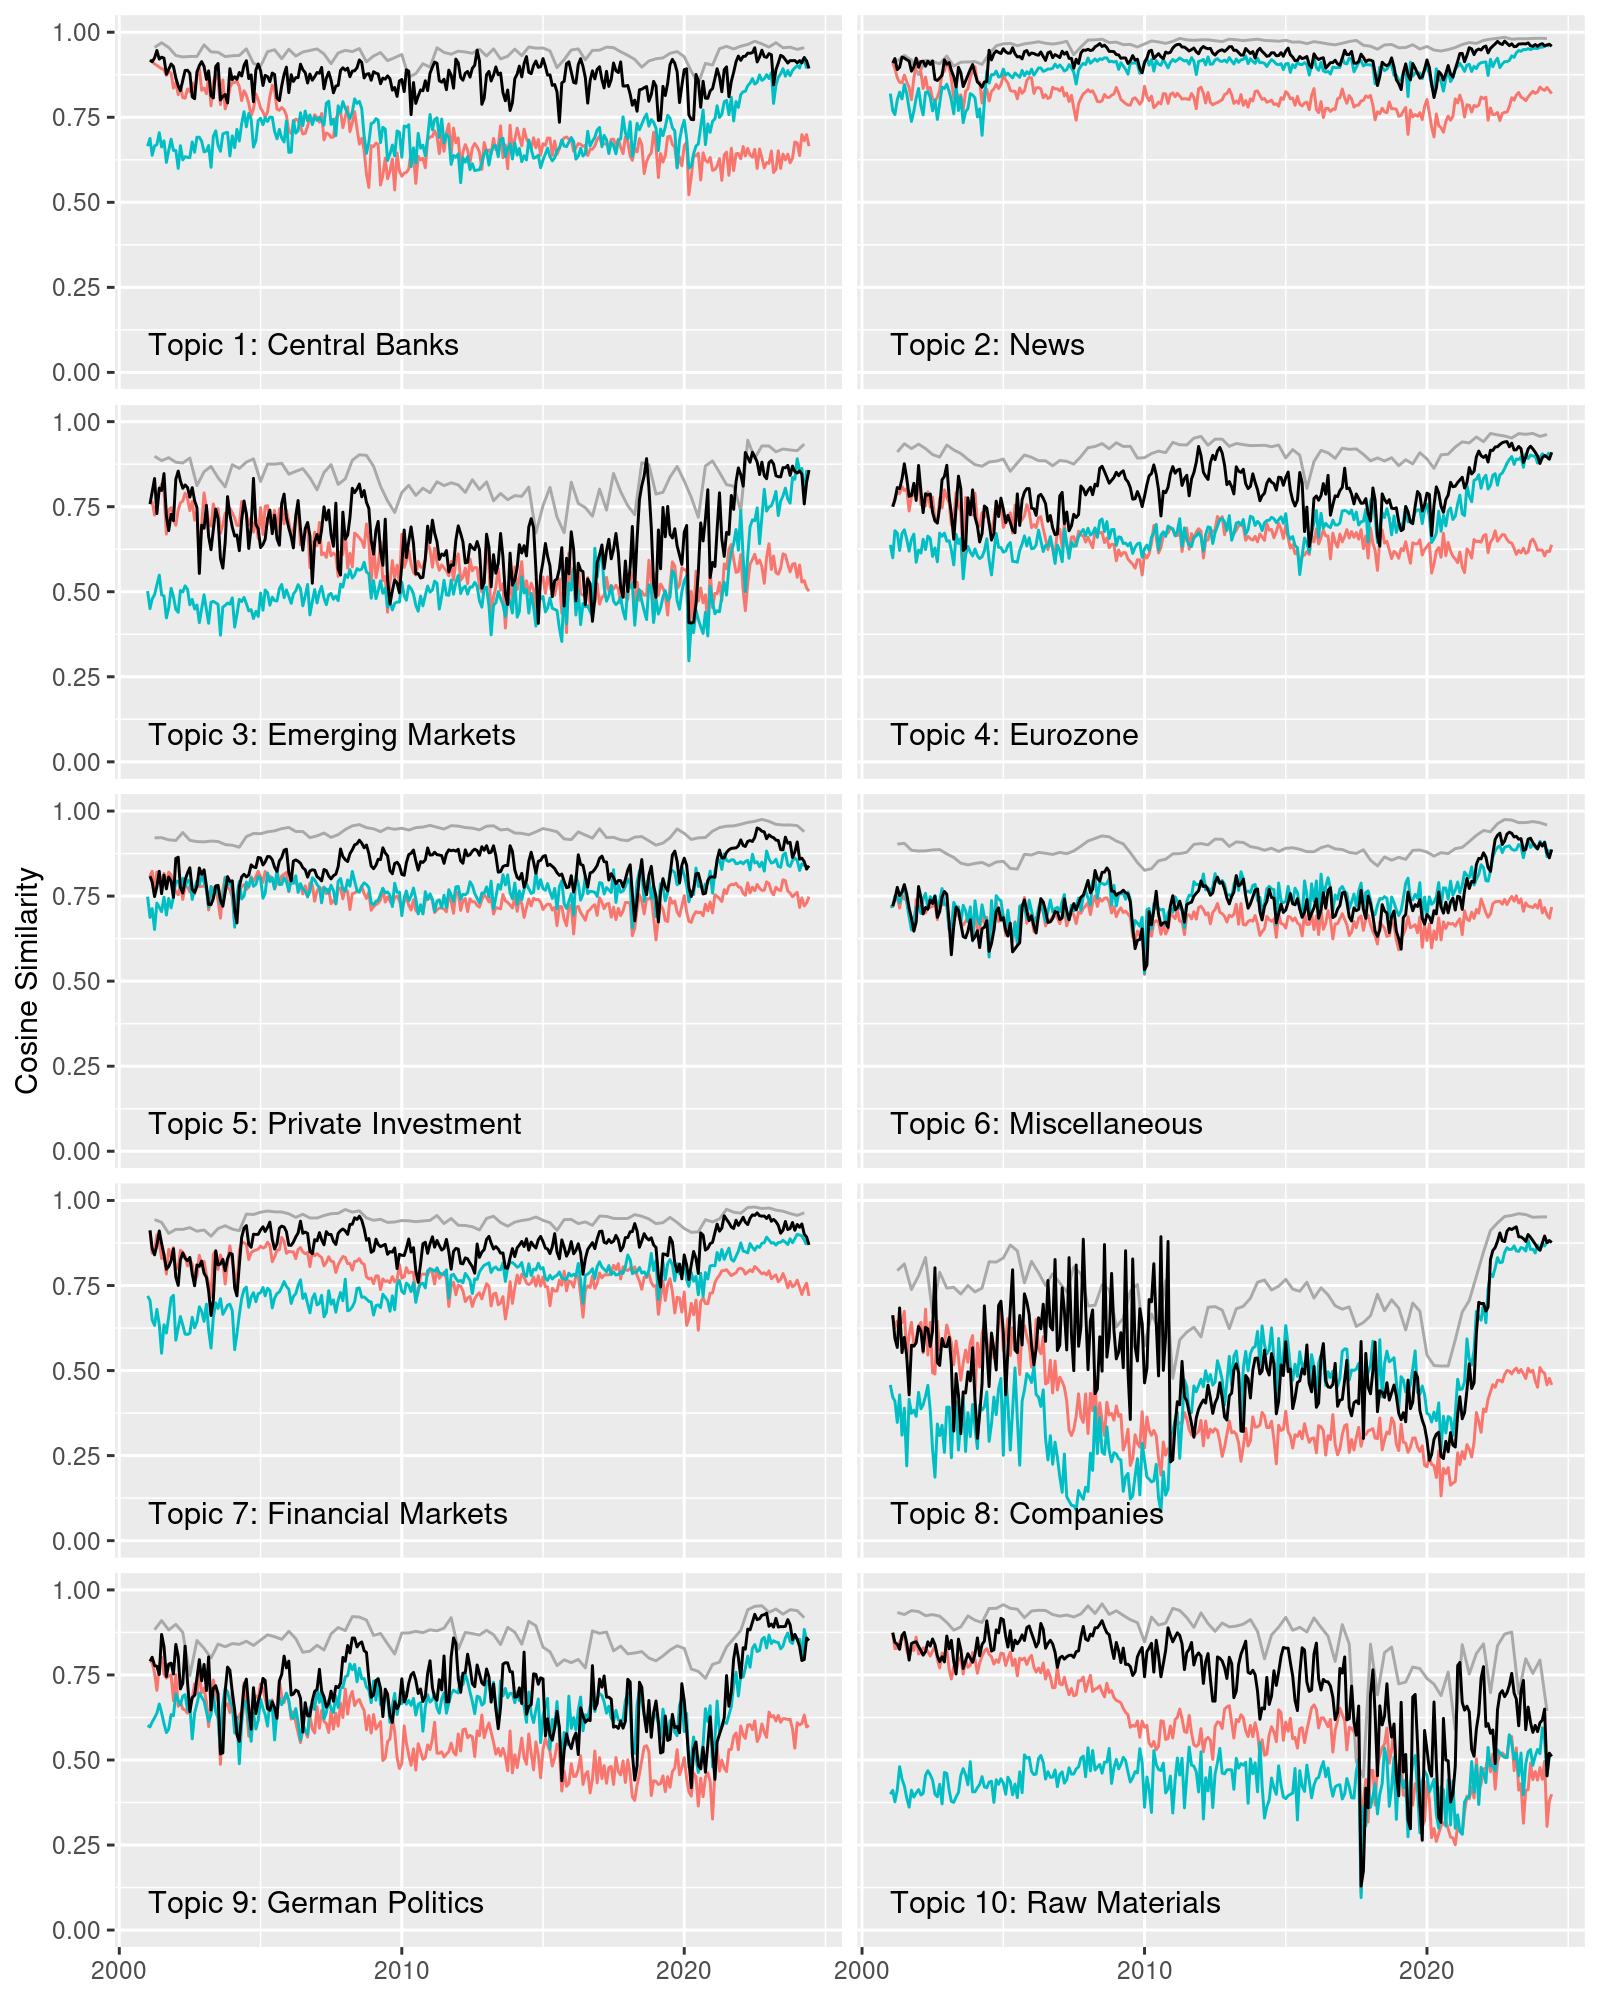 1.00
0.75
0.50
0.25
0.00
Topic 1: Central Banks
Topic 2: News
1.00
0.75
0.50
0.25
0.00
Topic 3: Emerging Markets
Topic 4: Eurozone
1.00
0.75
0.50
0.25
0.00
Topic 5: Private Investment
Topic 6: Miscellaneous
Cosine Similarity
1.00
0.75
0.50
0.25
0.00
Topic 7: Financial Markets
Topic 8: Companies
1.00
0.75
0.50
0.25
0.00
Topic 9: German Politics
Topic 10: Raw Materials
2000 2010 2020 2000 2010 2020